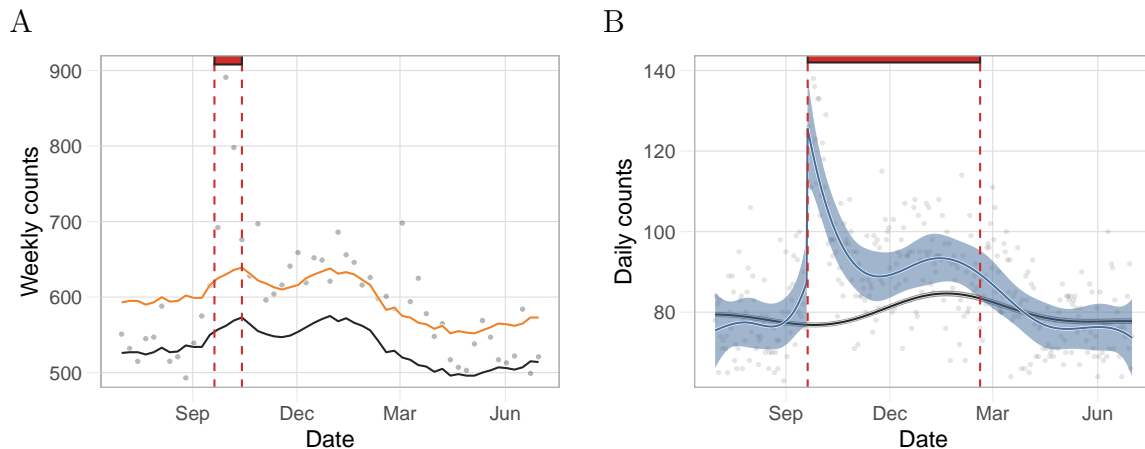 A
Weekly counts
900
800
700
600
500
Sep
Dec
Mar
Jun
Date
B
Daily counts
140
120
100
80
Sep
Dec
Mar
Jun
Date